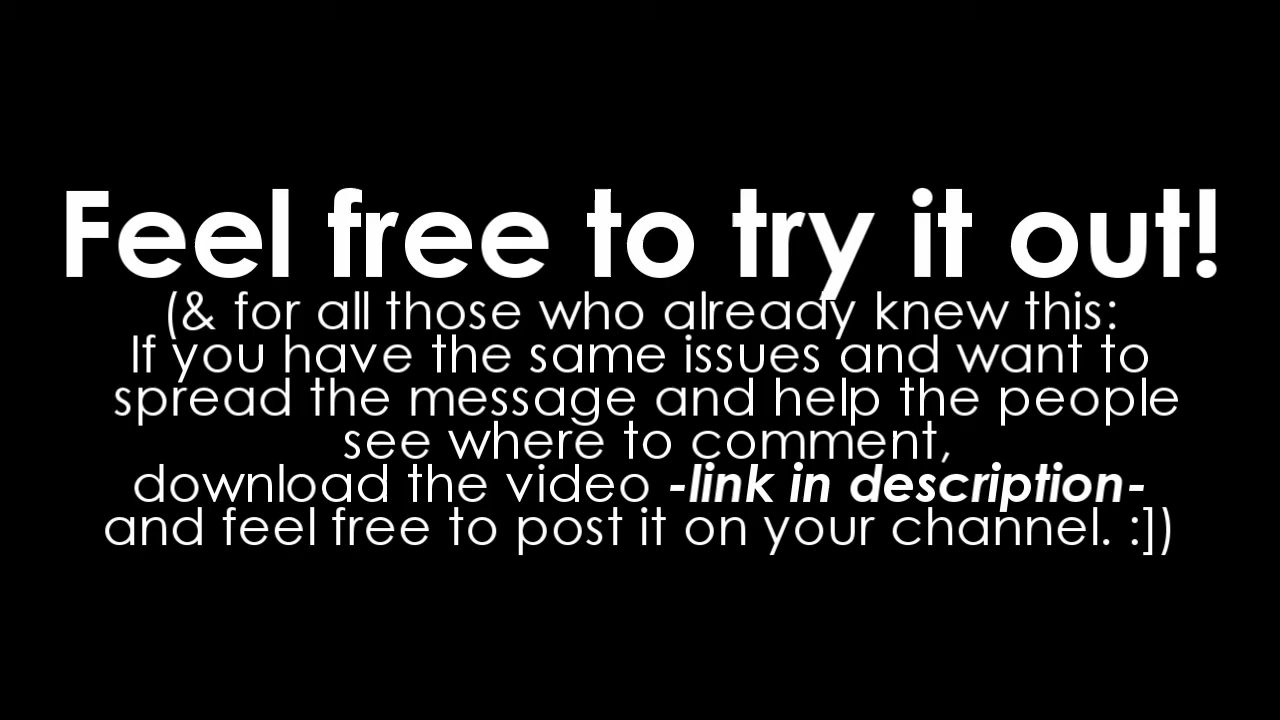 Feel free to try it out!
(& for all those who already knew this:
If you have the same issues and want to
spread the message and help the people
see where to comment,
download the video -link in description-
and feel free to post it on your channel. :])